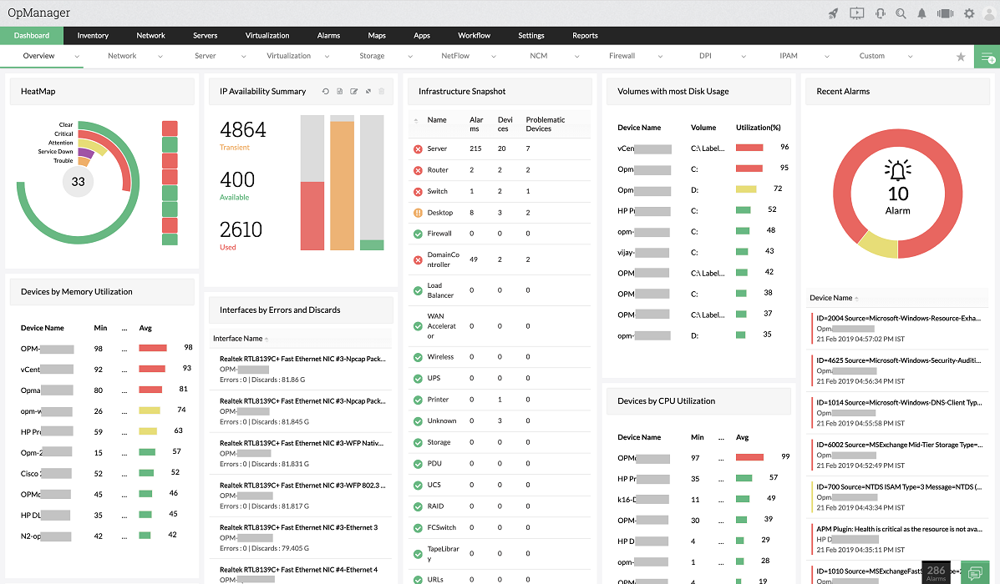 OpManager
Dashboard Inventory Network Servers Virtualization Alarms Maps Apps Workflow Settings Reports
Overview Network Server Virtualization Storage NetFlow NCM Firewall DPI IPAM Custom
HeatMap
Clear
Critical
Attention
Service Down
Trouble
33
Devices by Memory Utilization
Device Name Min ... Avg
OPM- 98 ... 98
vCent 92 ... 93
Opma 80 ... 81
opm-w 26 ... 74
HP Pr 59 ... 63
Opm-2 15 ... 57
Cisco 52 ... 52
OPMc 45 ... 46
HP DL 35 ... 45
N2-op 42 ... 42
IP Availability Summary
4864
Transient
400
Available
2610
Used
Interfaces by Errors and Discards
Interface Name
Realtek RTL8139C+ Fast Ethernet NIC #3-Npcap Pack...
OPM-
Errors : 0 | Discards : 81.86 G
Realtek RTL8139C+ Fast Ethernet NIC #3-Npcap Pack...
OPM-
Errors : 0 | Discards : 81.845 G
Realtek RTL8139C+ Fast Ethernet NIC #3-WFP Nativ...
OPM-
Errors : 0 | Discards : 81.831 G
Realtek RTL8139C+ Fast Ethernet NIC #3-WFP 802.3 ...
OPM-
Errors : 0 | Discards : 81.817 G
Realtek RTL8139C+ Fast Ethernet NIC #3-Ethernet 3
OPM-
Errors : 0 | Discards : 79.405 G
Realtek RTL8139C+ Fast Ethernet NIC #4-Ethernet 4
OPM-
Infrastructure Snapshot
Name Alar Devi Problematic
ms ces Devices
Server 215 20 7
Router 2 2 2
Switch 1 2 1
Desktop 8 3 2
Firewall 0 0 0
DomainCo
ntroller 49 2 2
Load
Balancer 0 0 0
WAN
Accelerat
or 0 0 0
Wireless 0 0 0
UPS 0 0 0
Printer 0 1 0
Unknown 0 3 0
Storage 0 0 0
PDU 0 0 0
UCS 0 0 0
RAID 0 0 0
FCSwitch 0 0 0
TapeLibrar
y 0 0 0
URLs 0 0 0
Volumes with most Disk Usage
Device Name Volume Utilization(%)
vCen C:\ Label... 96
Opm C: 95
Opm D: 72
HP P C: 52
opm- C: 48
vijay- C: 43
OPM C:\ Label... 42
OPM C: 38
OPM- C:\ Label... 37
opm- D: 35
Devices by CPU Utilization
Device Name Min ... Avg
OPM 97 ... 99
HP Pr 35 ... 57
k16-D 11 ... 49
OPM- 30 ... 39
HP D 4 ... 29
opm- 1 ... 28
OPM- 4 ... 19
Recent Alarms
10
Alarm
Device Name
ID=2004 Source=Microsoft-Windows-Resource-Exha...
Opm
21 Feb 2019 04:57:02 PM IST
ID=4625 Source=Microsoft-Windows-Security-Auditi...
Opm
21 Feb 2019 04:56:34 PM IST
ID=1014 Source=Microsoft-Windows-DNS-Client Typ...
Opm
21 Feb 2019 04:55:58 PM IST
ID=6002 Source=MSExchange Mid-Tier Storage Type=...
Opm
21 Feb 2019 04:52:49 PM IST
ID=700 Source=NTDS ISAM Type=3 Message=NTDS (...
Opm
21 Feb 2019 04:43:34 PM IST
APM Plugin: Health is critical as the resource is not ava...
HP D
21 Feb 2019 04:35:11 PM IST
ID=1010 Source=MSExchangeFastS
Opm
286
Alarms